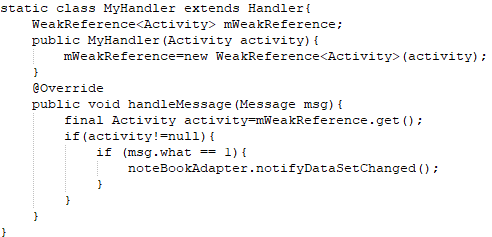 static class MyHandler extends Handler{
    WeakReference<Activity> mWeakReference;
    public MyHandler(Activity activity){
        mWeakReference=new WeakReference<Activity>(activity);
    }
    @Override
    public void handleMessage(Message msg){
        final Activity activity=mWeakReference.get();
        if(activity!=null){
            if (msg.what == 1){
                noteBookAdapter.notifyDataSetChanged();
            }
        }
    }
}